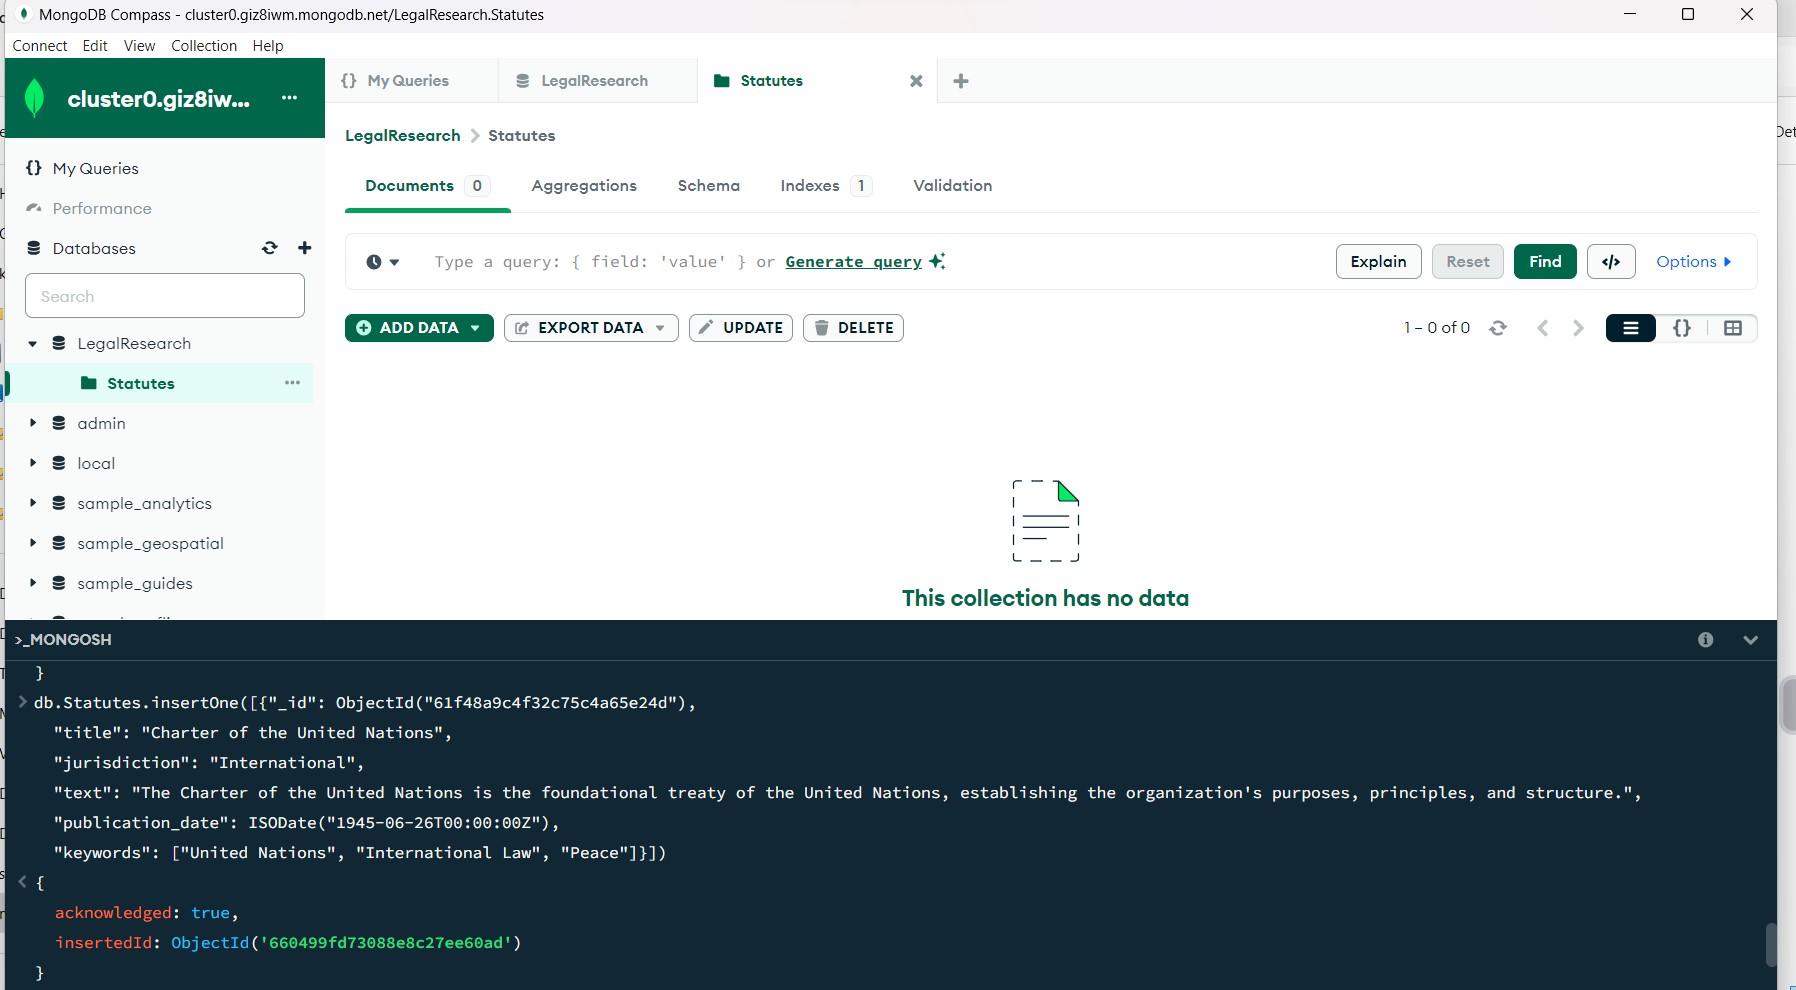 MongoDB Compass - cluster0.giz8iwm.mongodb.net/LegalResearch.Statutes
Connect Edit View Collection Help
cluster0.giz8iw... ...
{} My Queries
LegalResearch
Statutes
LegalResearch > Statutes
{} My Queries
Performance
Databases
Search
LegalResearch
Statutes ...
admin
local
sample_analytics
sample_geospatial
sample_guides
Documents 0 Aggregations Schema Indexes 1 Validation
Type a query: { field: 'value' } or Generate query
Explain Reset Find </> Options
ADD DATA EXPORT DATA UPDATE DELETE
1 – 0 of 0
{}
This collection has no data
>_MONGOSH
}
> db.Statutes.insertOne([{"_id": ObjectId("61f48a9c4f32c75c4a65e24d"),
"title": "Charter of the United Nations",
"jurisdiction": "International",
"text": "The Charter of the United Nations is the foundational treaty of the United Nations, establishing the organization's purposes, principles, and structure.",
"publication_date": ISODate("1945-06-26T00:00:00Z"),
"keywords": ["United Nations", "International Law", "Peace"]}])
< {
acknowledged: true,
insertedId: ObjectId('660499fd73088e8c27ee60ad')
}